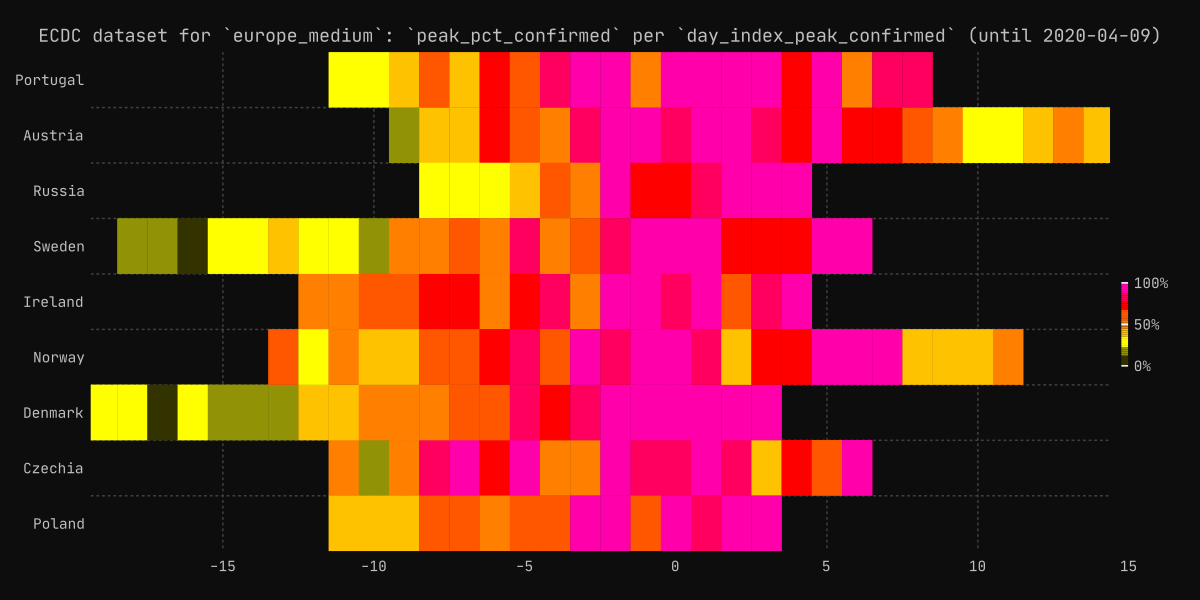 ECDC dataset for `europe_medium`: `peak_pct_confirmed` per `day_index_peak_confirmed` (until 2020-04-09)
Portugal
Austria
Russia
Sweden
Ireland
Norway
Denmark
Czechia
Poland
100%
50%
0%
-15 -10 -5 0 5 10 15